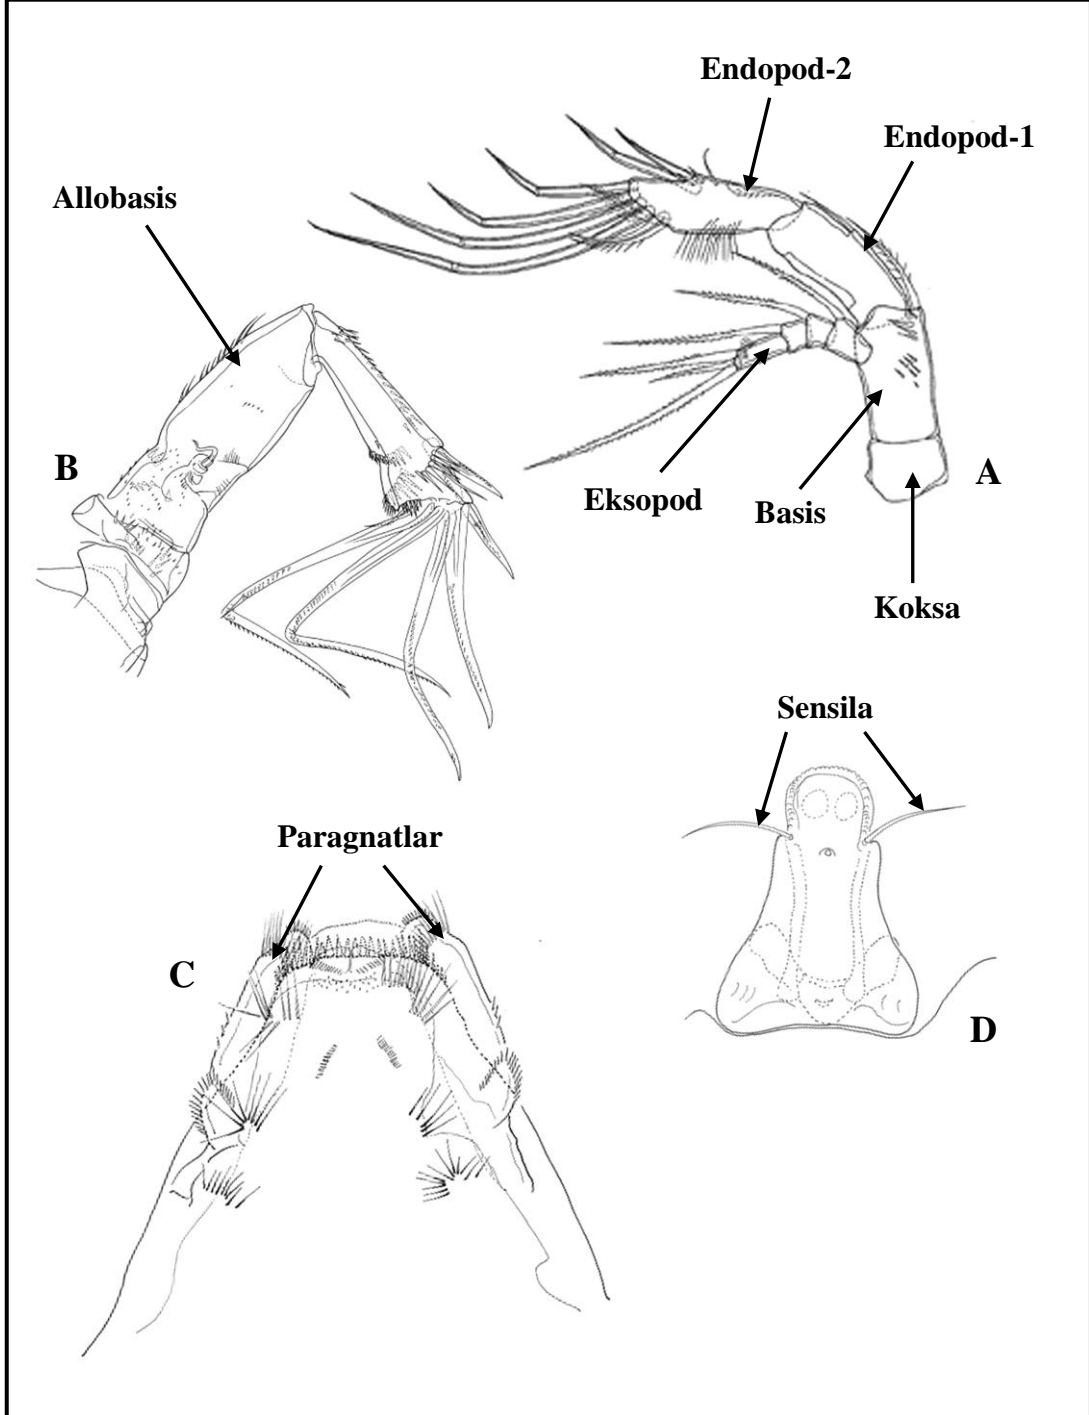 Endopod-2
Endopod-1
Allobasis
B
A
Eksopod
Basis
Koksa
Sensila
Paragnatlar
C
D